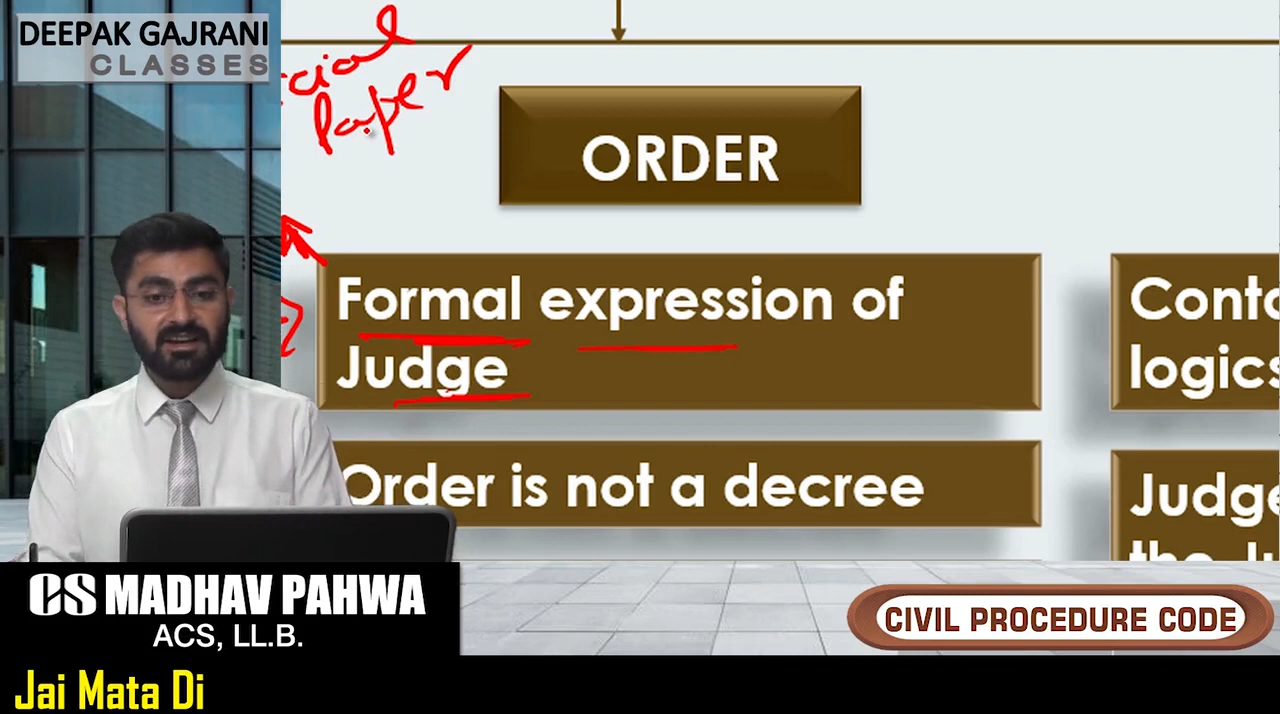 DEEPAK GAJRANI
CLASSES
Paper
ORDER
Formal expression of
Judge
Order is not a decree
CS MADHAV PAHWA
ACS, LL.B.
CIVIL PROCEDURE CODE
Jai Mata Di